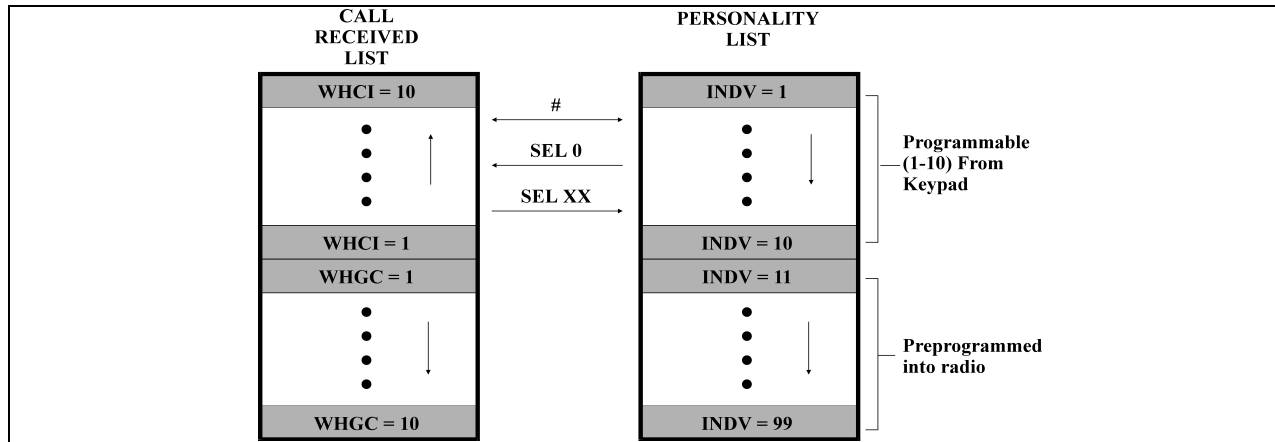 CALL
RECEIVED
LIST
PERSONALITY
LIST
WHCI = 10
#
INDV = 1
SEL 0
SEL XX
Programmable
(1-10) From
Keypad
WHCI = 1
INDV = 10
WHGC = 1
INDV = 11
Preprogrammed
into radio
WHGC = 10
INDV = 99